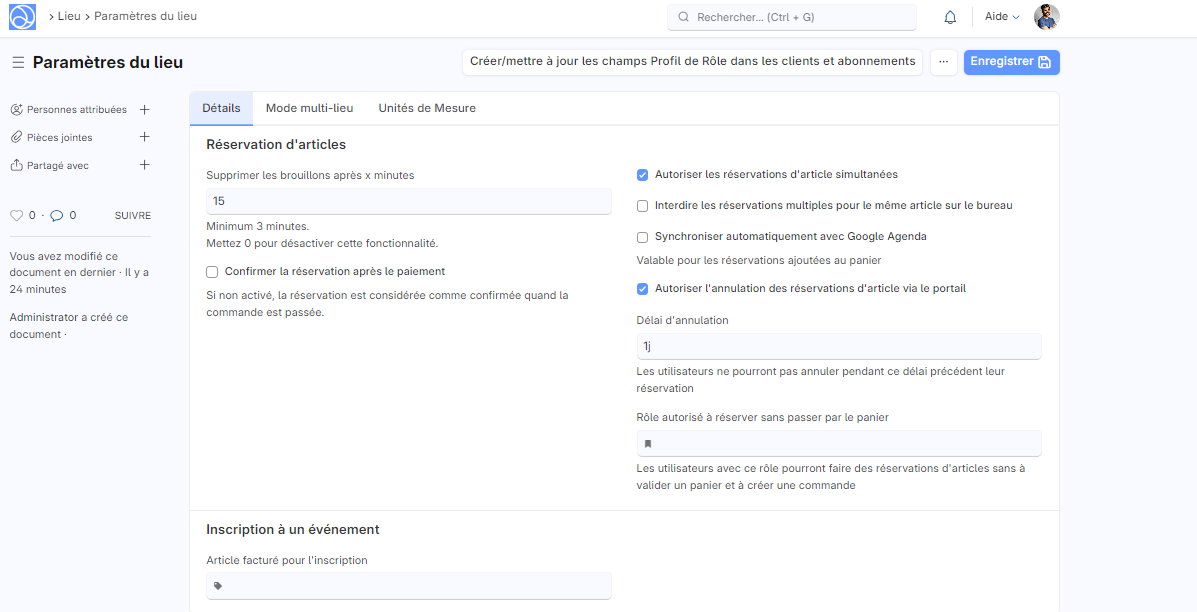 Lieu Paramètres du lieu
Rechercher... (Ctrl + G)
Aide
Paramètres du lieu
Créer/mettre à jour les champs Profil de Rôle dans les clients et abonnements
...
Enregistrer
Personnes attribuées
Pièces jointes
Partagé avec
0 · 0 SUIVRE
Vous avez modifié ce
document en dernier · Il y a
24 minutes
Administrator a créé ce
document ·
Détails Mode multi-lieu Unités de Mesure
Réservation d'articles
Supprimer les brouillons après x minutes
15
Minimum 3 minutes.
Mettez 0 pour désactiver cette fonctionnalité.
Confirmer la réservation après le paiement
Si non activé, la réservation est considérée comme confirmée quand la
commande est passée.
Autoriser les réservations d'article simultanées
Interdire les réservations multiples pour le même article sur le bureau
Synchroniser automatiquement avec Google Agenda
Valable pour les réservations ajoutées au panier
Autoriser l'annulation des réservations d'article via le portail
Délai d'annulation
1j
Les utilisateurs ne pourront pas annuler pendant ce délai précédent leur
réservation
Rôle autorisé à réserver sans passer par le panier
Les utilisateurs avec ce rôle pourront faire des réservations d'articles sans à
valider un panier et à créer une commande
Inscription à un événement
Article facturé pour l'inscription